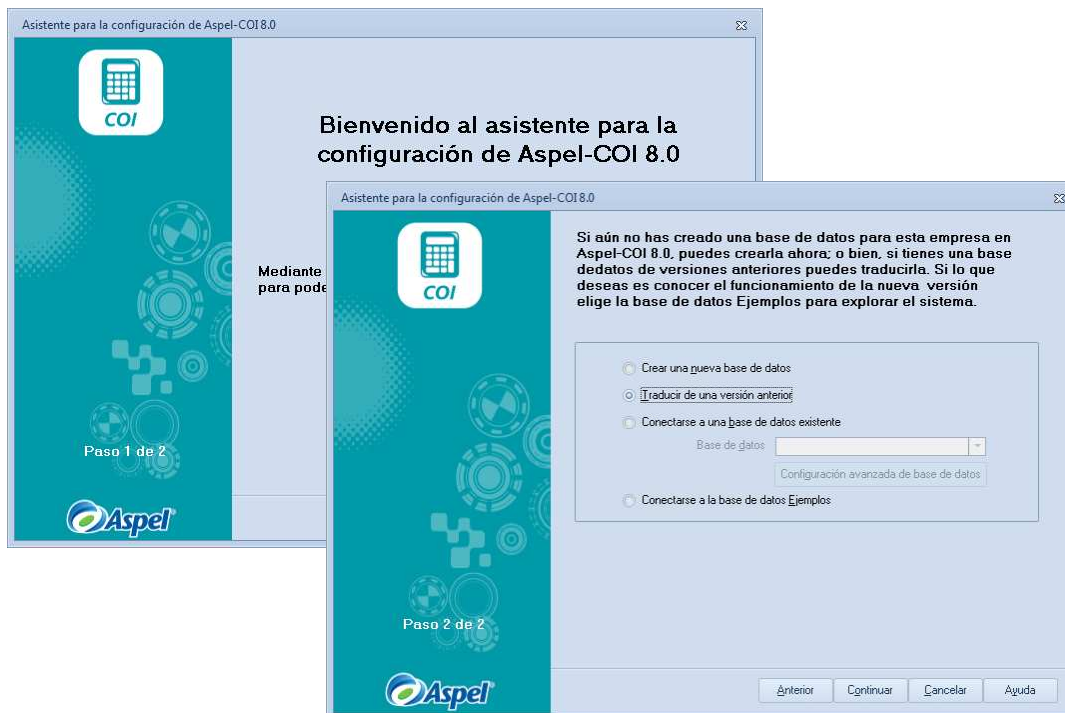 Asistente para la configuración de Aspel-COI 8.0
COI
Bienvenido al asistente para la
configuración de Aspel-COI 8.0
Mediante
para pode
Paso 1 de 2
Aspel
Asistente para la configuración de Aspel-COI 8.0
COI
Si aún no has creado una base de datos para esta empresa en
Aspel-COI 8.0, puedes crearla ahora; o bien, si tienes una base
dedatos de versiones anteriores puedes traducirla. Si lo que
deseas es conocer el funcionamiento de la nueva versión
elige la base de datos Ejemplos para explorar el sistema.
Crear una nueva base de datos
Traducir de una versión anterior
Conectarse a una base de datos existente
Base de datos
Configuración avanzada de base de datos
Conectarse a la base de datos Ejemplos
Paso 2 de 2
Aspel
Anterior Continuar Cancelar Ayuda